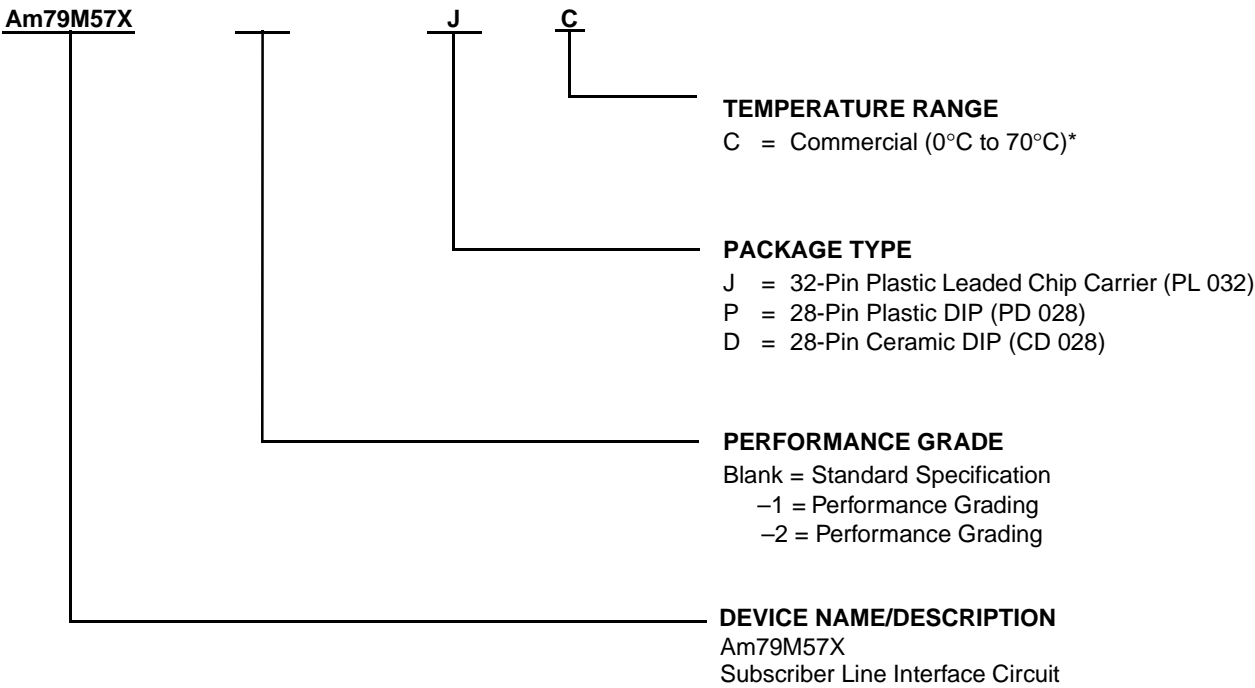 Am79M57X J C
TEMPERATURE RANGE
C = Commercial (0°C to 70°C)*
PACKAGE TYPE
J = 32-Pin Plastic Leaded Chip Carrier (PL 032)
P = 28-Pin Plastic DIP (PD 028)
D = 28-Pin Ceramic DIP (CD 028)
PERFORMANCE GRADE
Blank = Standard Specification
–1 = Performance Grading
–2 = Performance Grading
DEVICE NAME/DESCRIPTION
Am79M57X
Subscriber Line Interface Circuit